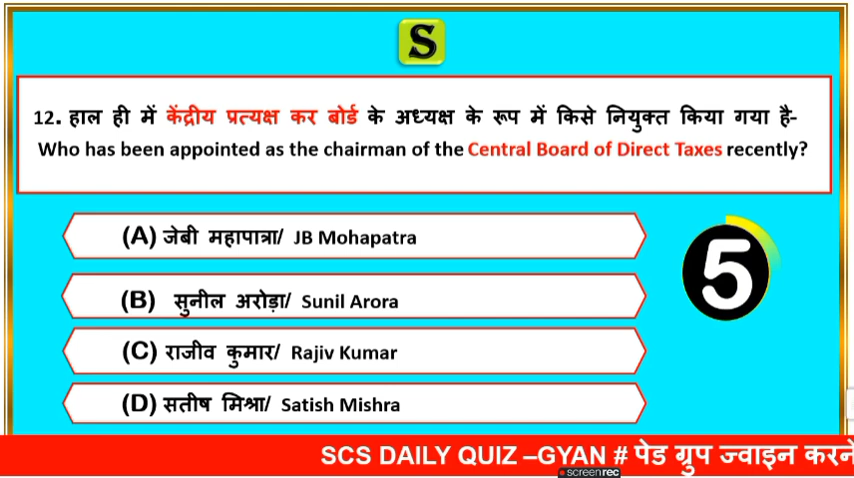 S
12. हाल ही में केंद्रीय प्रत्यक्ष कर बोर्ड के अध्यक्ष के रूप में किसे नियुक्त किया गया है-
Who has been appointed as the chairman of the Central Board of Direct Taxes recently?
(A) जेबी महापात्रा/ JB Mohapatra
5
(B) सुनील अरोड़ा/ Sunil Arora
(C) राजीव कुमार/ Rajiv Kumar
(D) सतीष मिश्रा/ Satish Mishra
SCS DAILY QUIZ –GYAN # पेड ग्रुप ज्वाइन करने
screenrec